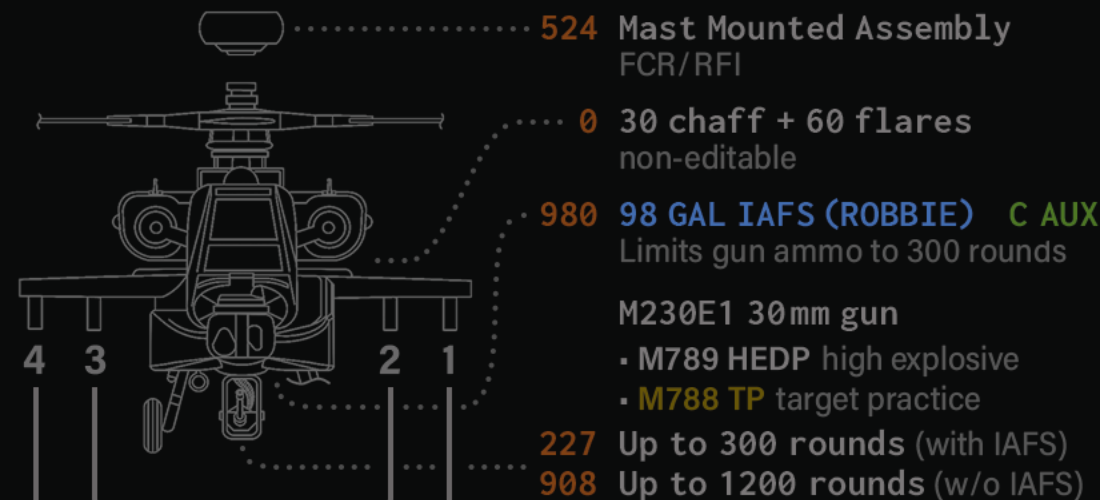 524 Mast Mounted Assembly
FCR/RFI
0 30 chaff + 60 flares
non-editable
980 98 GAL IAFS (ROBBIE) C AUX
Limits gun ammo to 300 rounds
M230E1 30mm gun
4 3 2 1
▪ M789 HEDP high explosive
▪ M788 TP target practice
227 Up to 300 rounds (with IAFS)
908 Up to 1200 rounds (w/o IAFS)